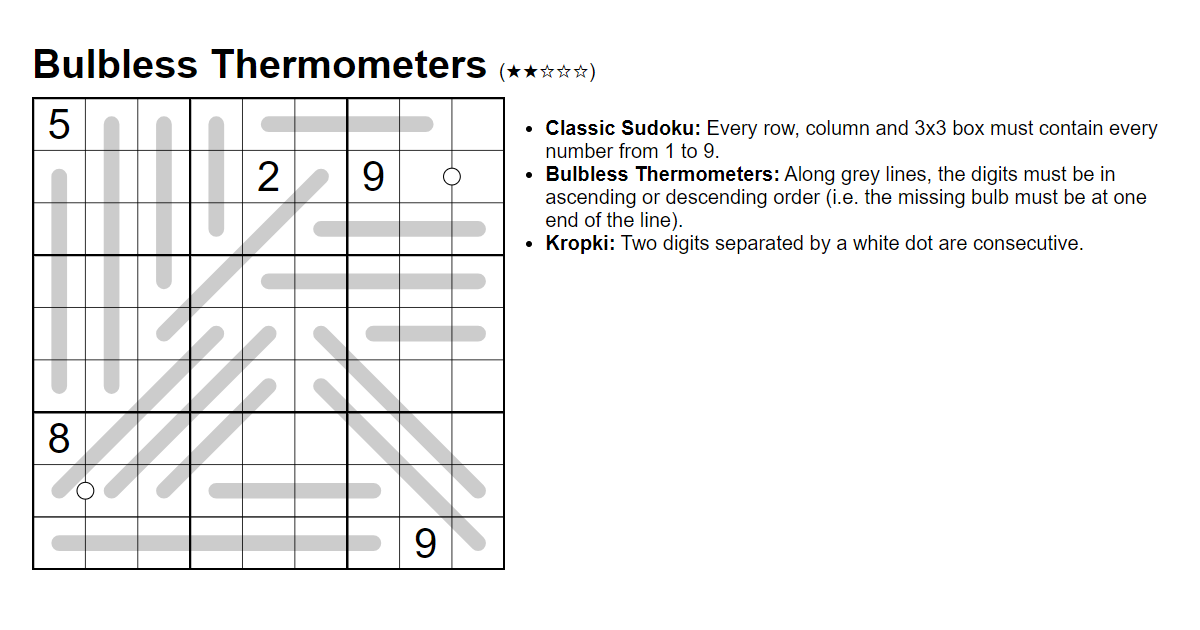 Bulbless Thermometers (★★☆☆☆)
5
2 9
8
9
• Classic Sudoku: Every row, column and 3x3 box must contain every
number from 1 to 9.
• Bulbless Thermometers: Along grey lines, the digits must be in
ascending or descending order (i.e. the missing bulb must be at one
end of the line).
• Kropki: Two digits separated by a white dot are consecutive.